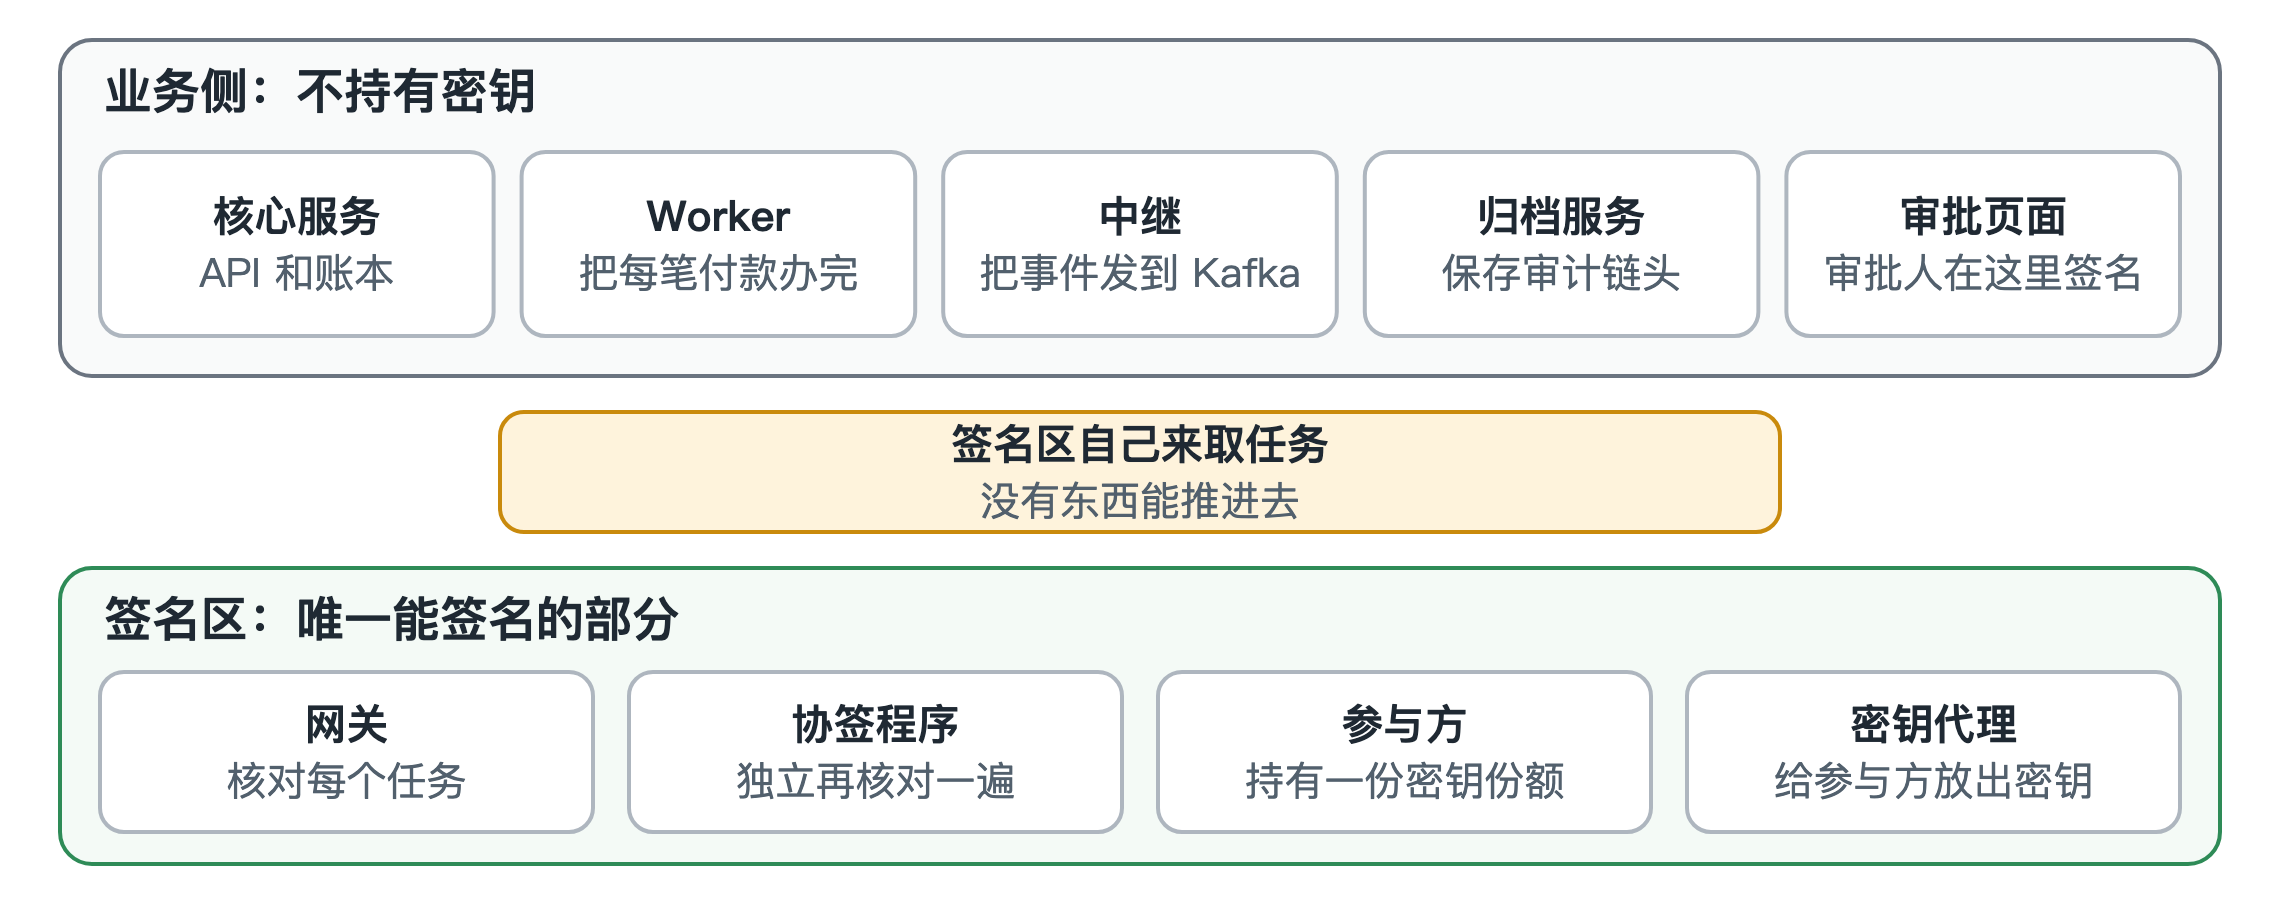 业务侧：不持有密钥
核心服务
API 和账本
Worker
把每笔付款办完
中继
把事件发到 Kafka
归档服务
保存审计链头
审批页面
审批人在这里签名
签名区自己来取任务
没有东西能推进去
签名区：唯一能签名的部分
网关
核对每个任务
协签程序
独立再核对一遍
参与方
持有一份密钥份额
密钥代理
给参与方放出密钥